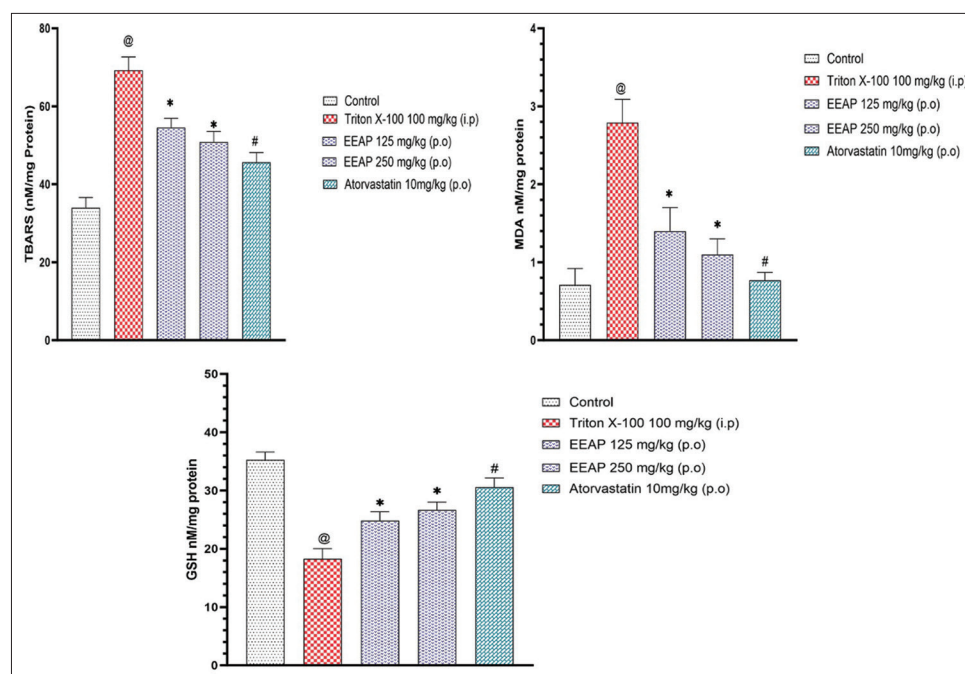 80
60
40
20
0
TBARS (nM/mg Protein)
@
*
*
#
Control
Triton X-100 100 mg/kg (i.p)
EEAP 125 mg/kg (p.o)
EEAP 250 mg/kg (p.o)
Atorvastatin 10mg/kg (p.o)
4
3
2
1
0
MDA nM/mg protein
@
*
*
#
Control
Triton X-100 100 mg/kg (i.p)
EEAP 125 mg/kg (p.o)
EEAP 250 mg/kg (p.o)
Atorvastatin 10mg/kg (p.o)
50
40
30
20
10
0
GSH nM/mg protein
@
*
*
#
Control
Triton X-100 100 mg/kg (i.p)
EEAP 125 mg/kg (p.o)
EEAP 250 mg/kg (p.o)
Atorvastatin 10mg/kg (p.o)